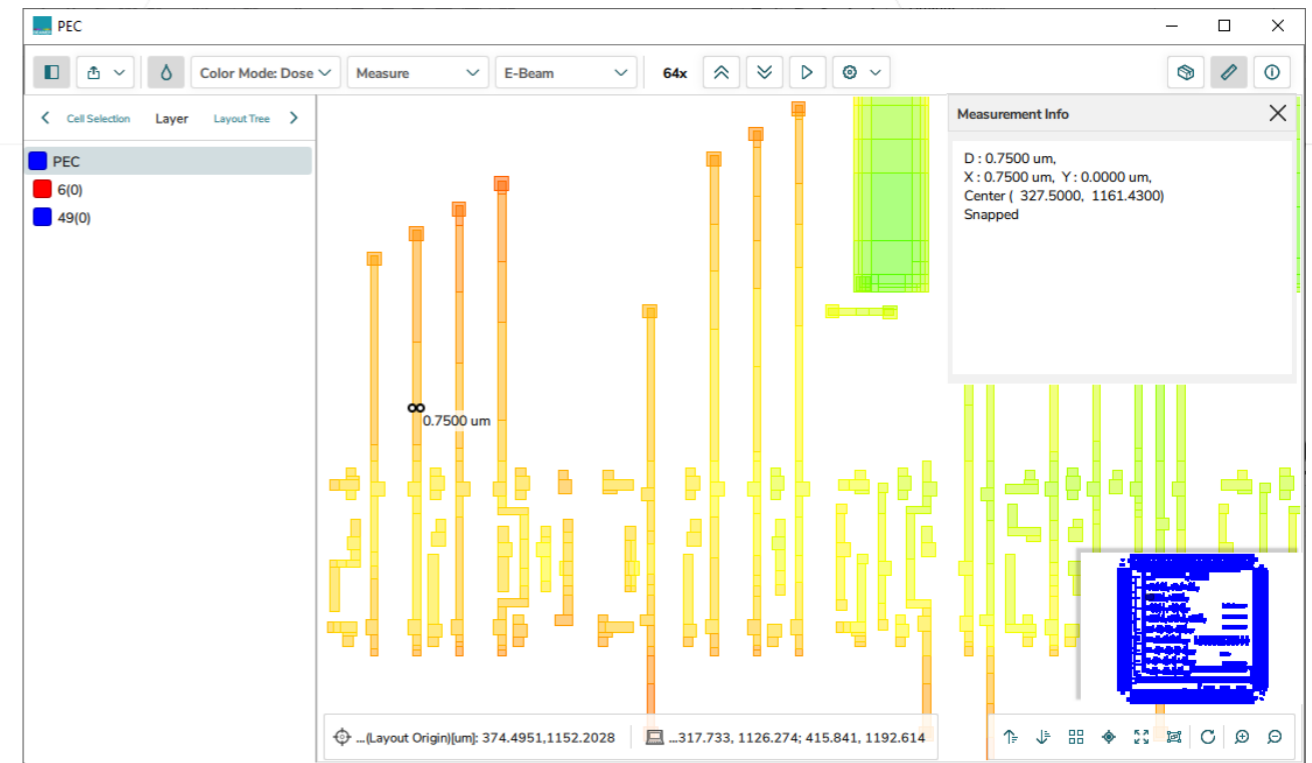 PEC
Color Mode: Dose
Measure
E-Beam
64x
Cell Selection
Layer
Layout Tree
PEC
6(0)
49(0)
Measurement Info
D : 0.7500 um,
X : 0.7500 um, Y : 0.0000 um,
Center ( 327.5000, 1161.4300)
Snapped
0.7500 um
...(Layout Origin)[um]: 374.4951,1152.2028
...317.733, 1126.274; 415.841, 1192.614